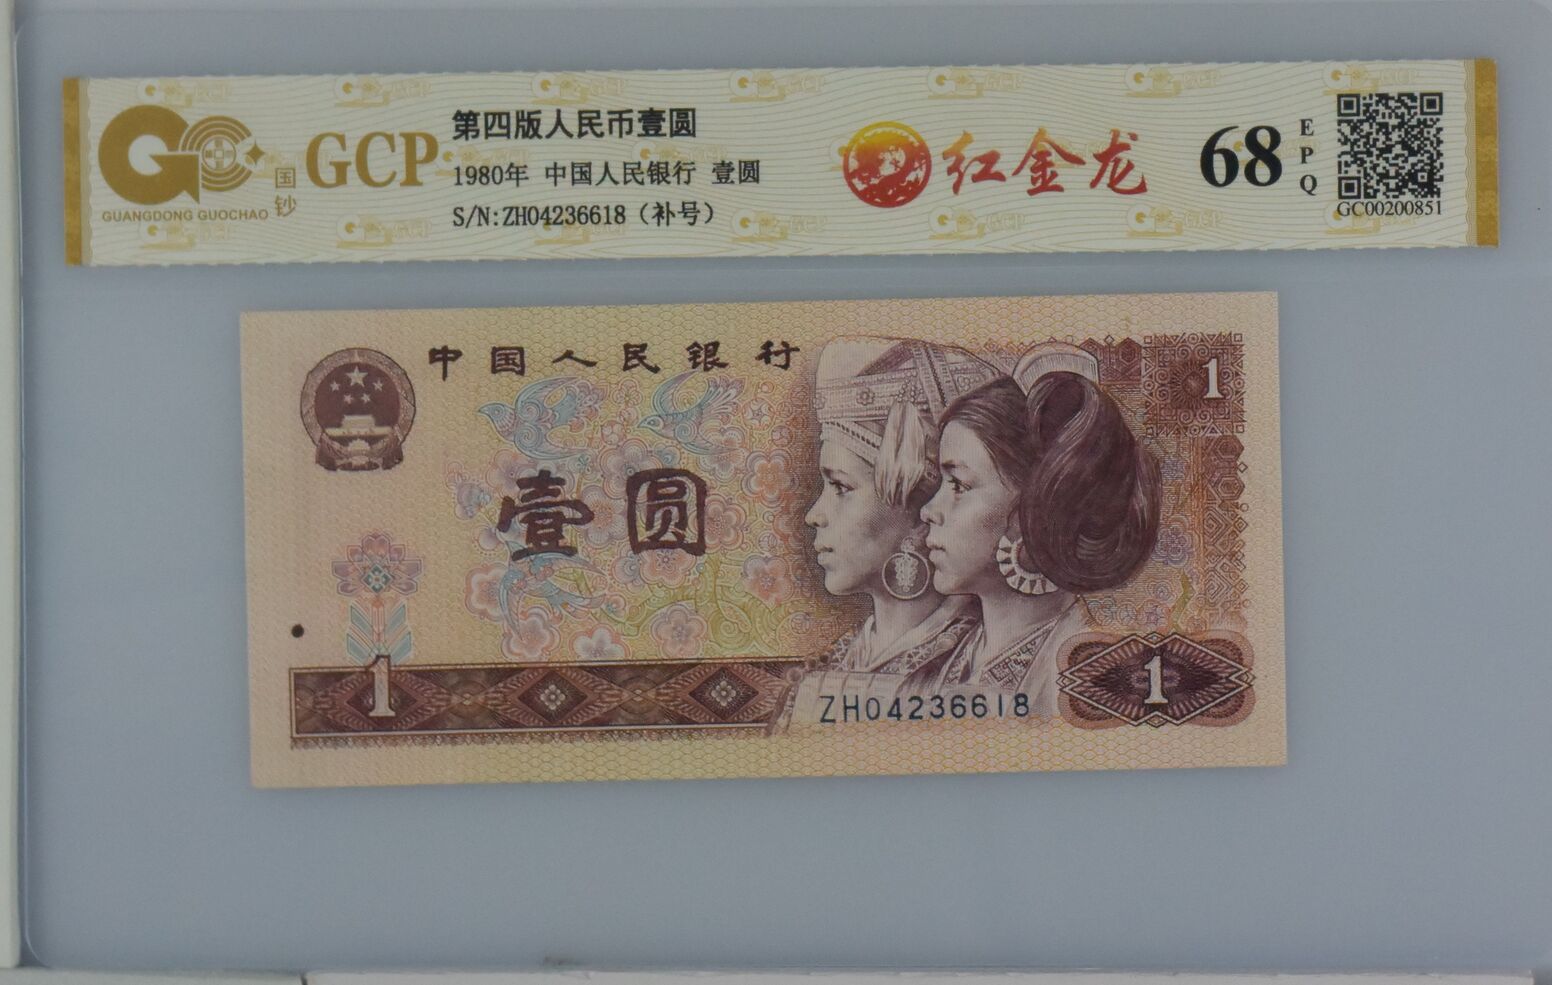 国钞
GUANGDONG GUOCHAO
GCP
第四版人民币壹圆
1980年 中国人民银行 壹圆
S/N:ZH04236618（补号）
红金龙
68
EPQ
GC00200851
中国人民银行
1
壹圆
1
ZH04236618
1